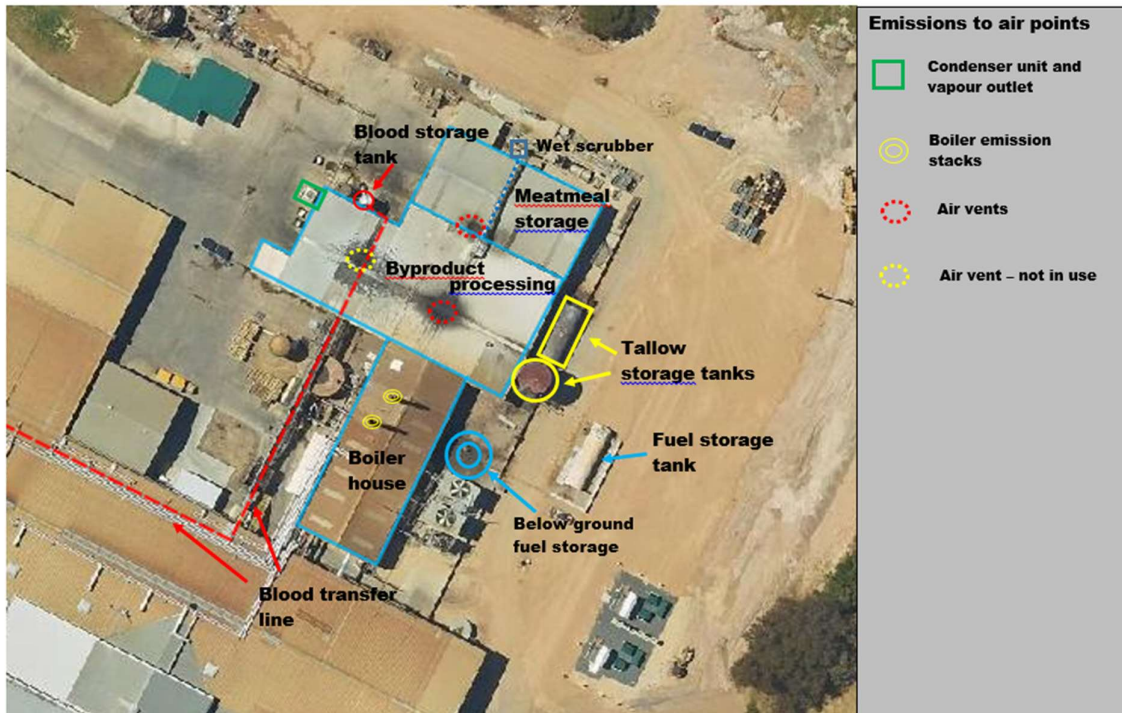 Emissions to air points
Condenser unit and
vapour outlet
Boiler emission
stacks
Air vents
Air vent – not in use
Blood storage
tank
Wet scrubber
Meatmeal
storage
Byproduct
processing
Tallow
storage tanks
Boiler
house
Fuel storage
tank
Below ground
fuel storage
Blood transfer
line